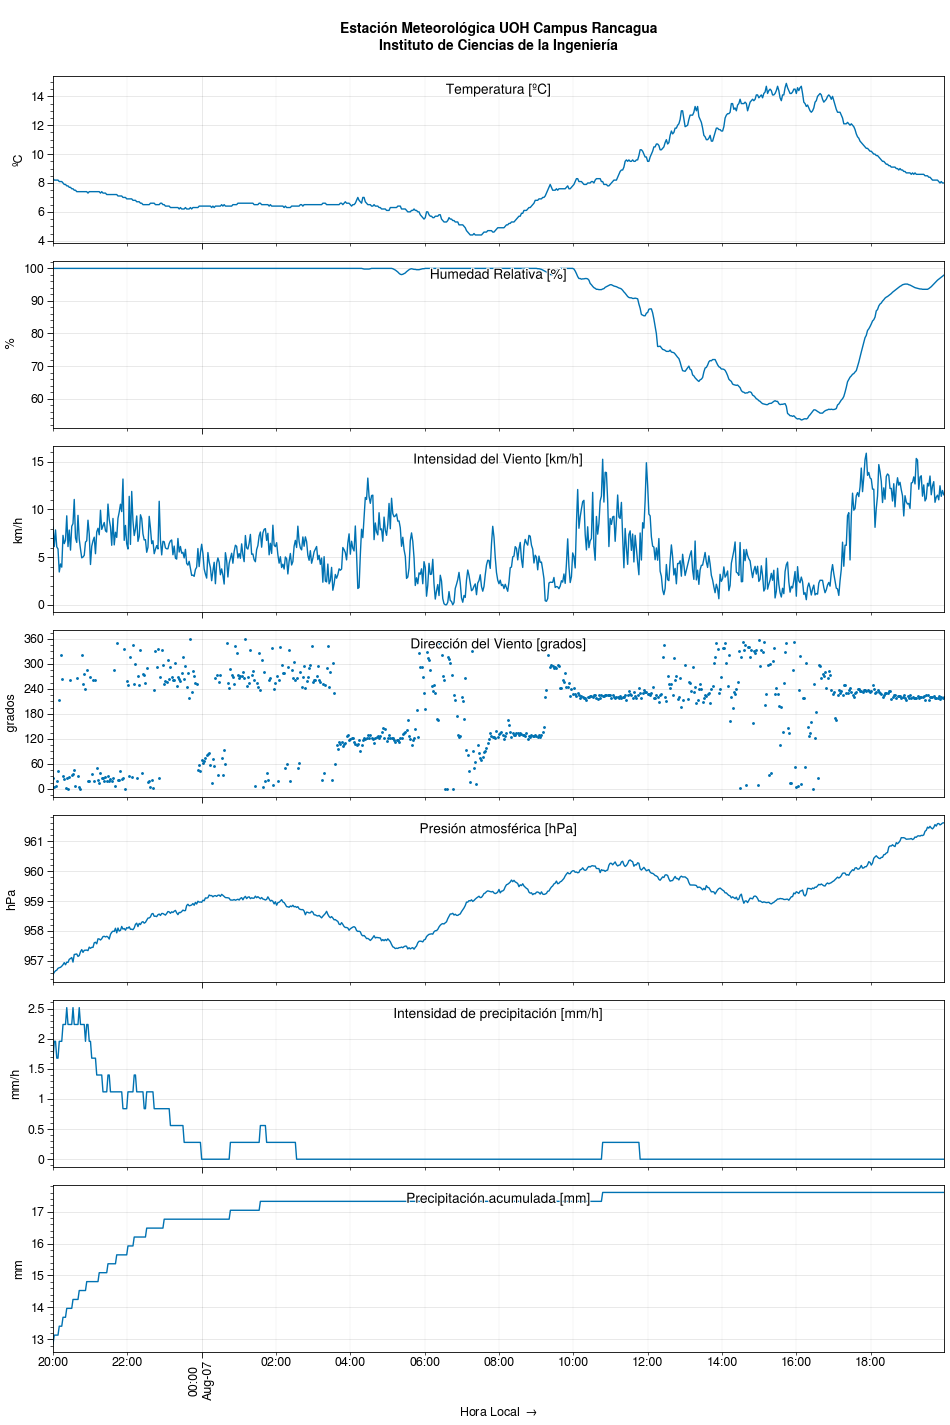 Estación Meteorológica UOH Campus Rancagua
Instituto de Ciencias de la Ingeniería
Temperatura [ºC]
14
12
10
8
6
4
ºC
Humedad Relativa [%]
100
90
80
70
60
%
Intensidad del Viento [km/h]
15
10
5
0
km/h
Dirección del Viento [grados]
360
300
240
180
120
60
0
grados
Presión atmosférica [hPa]
961
960
959
958
957
hPa
Intensidad de precipitación [mm/h]
2.5
2
1.5
1
0.5
0
mm/h
Precipitación acumulada [mm]
17
16
15
14
13
mm
20:00 22:00 00:00 02:00 04:00 06:00 08:00 10:00 12:00 14:00 16:00 18:00
Aug-07
Hora Local →